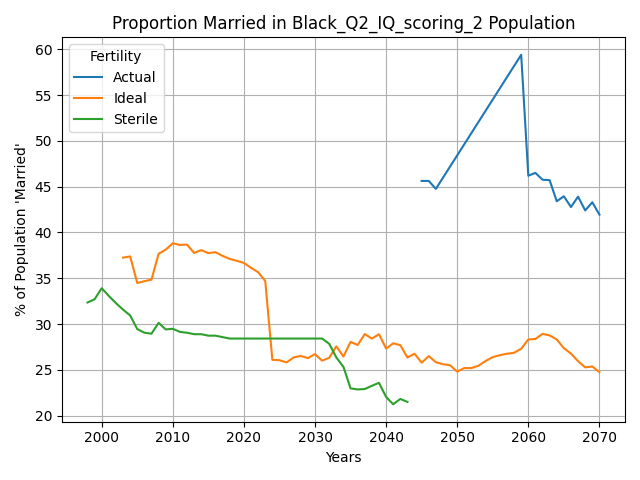 Proportion Married in Black_Q2_IQ_scoring_2 Population
% of Population 'Married'
60
55
50
45
40
35
30
25
20
Fertility
Actual
Ideal
Sterile
2000 2010 2020 2030 2040 2050 2060 2070
Years